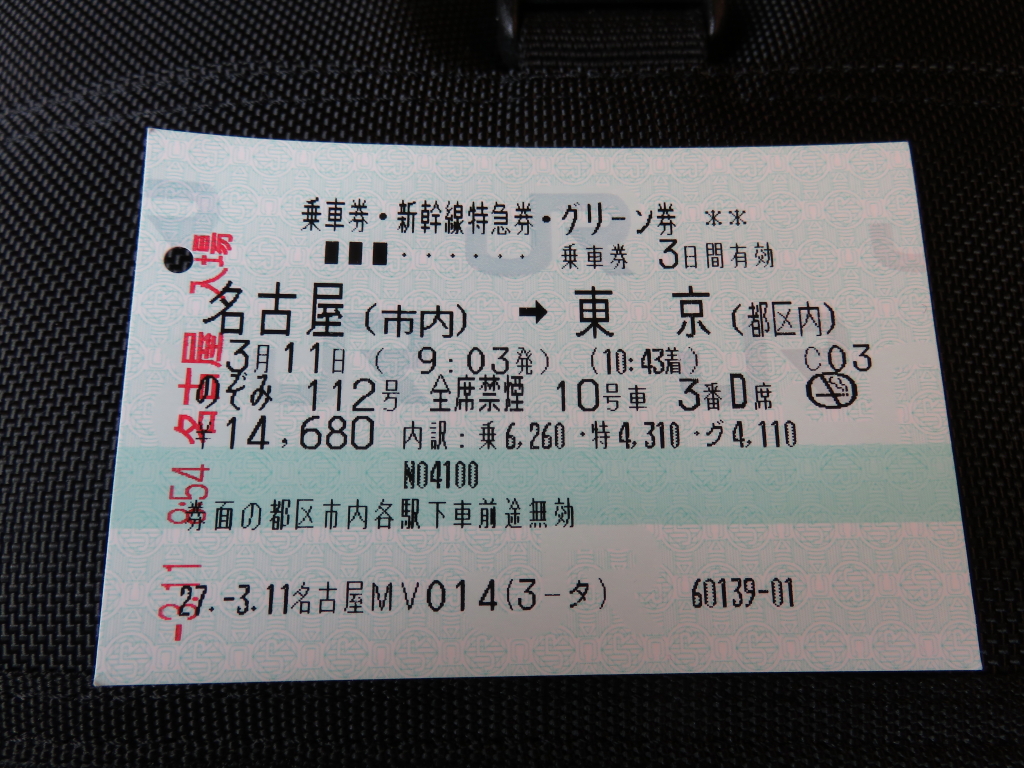 乗車券・新幹線特急券・グリーン券 **
■■■・・・・・・ 乗車券 3日間有効
名古屋(市内) ➡ 東 京(都区内)
3月11日( 9:03発) (10:43着) C03
のぞみ 112号 全席禁煙 10号車 3番D席
¥14,680 内訳:乗6,260・特4,310・グ4,110
N04100
券面の都区市内各駅下車前途無効
27.-3.11名古屋MV014(3-タ) 60139-01
-3.11 8:54 名古屋 入場